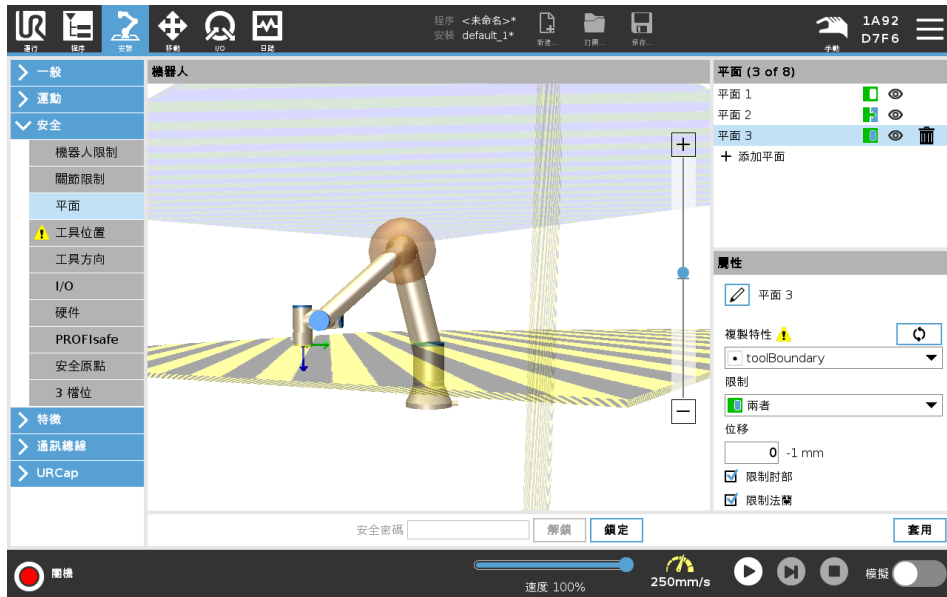 UR
運行
程序
安裝
移動
I/O
日誌
程序 <未命名>*
安裝 default_1*
新建...
打開...
保存...
手動
1A92
D7F6
一般
運動
安全
機器人限制
關節限制
平面
工具位置
工具方向
I/O
硬件
PROFIsafe
安全原點
3 檔位
特徵
通訊總線
URCap
機器人
+
−
平面 (3 of 8)
平面 1
平面 2
平面 3
+ 添加平面
屬性
平面 3
複製特性
toolBoundary
限制
兩者
位移
0 -1 mm
限制肘部
限制法蘭
安全密碼
解鎖
鎖定
套用
關機
速度 100%
250mm/s
模擬